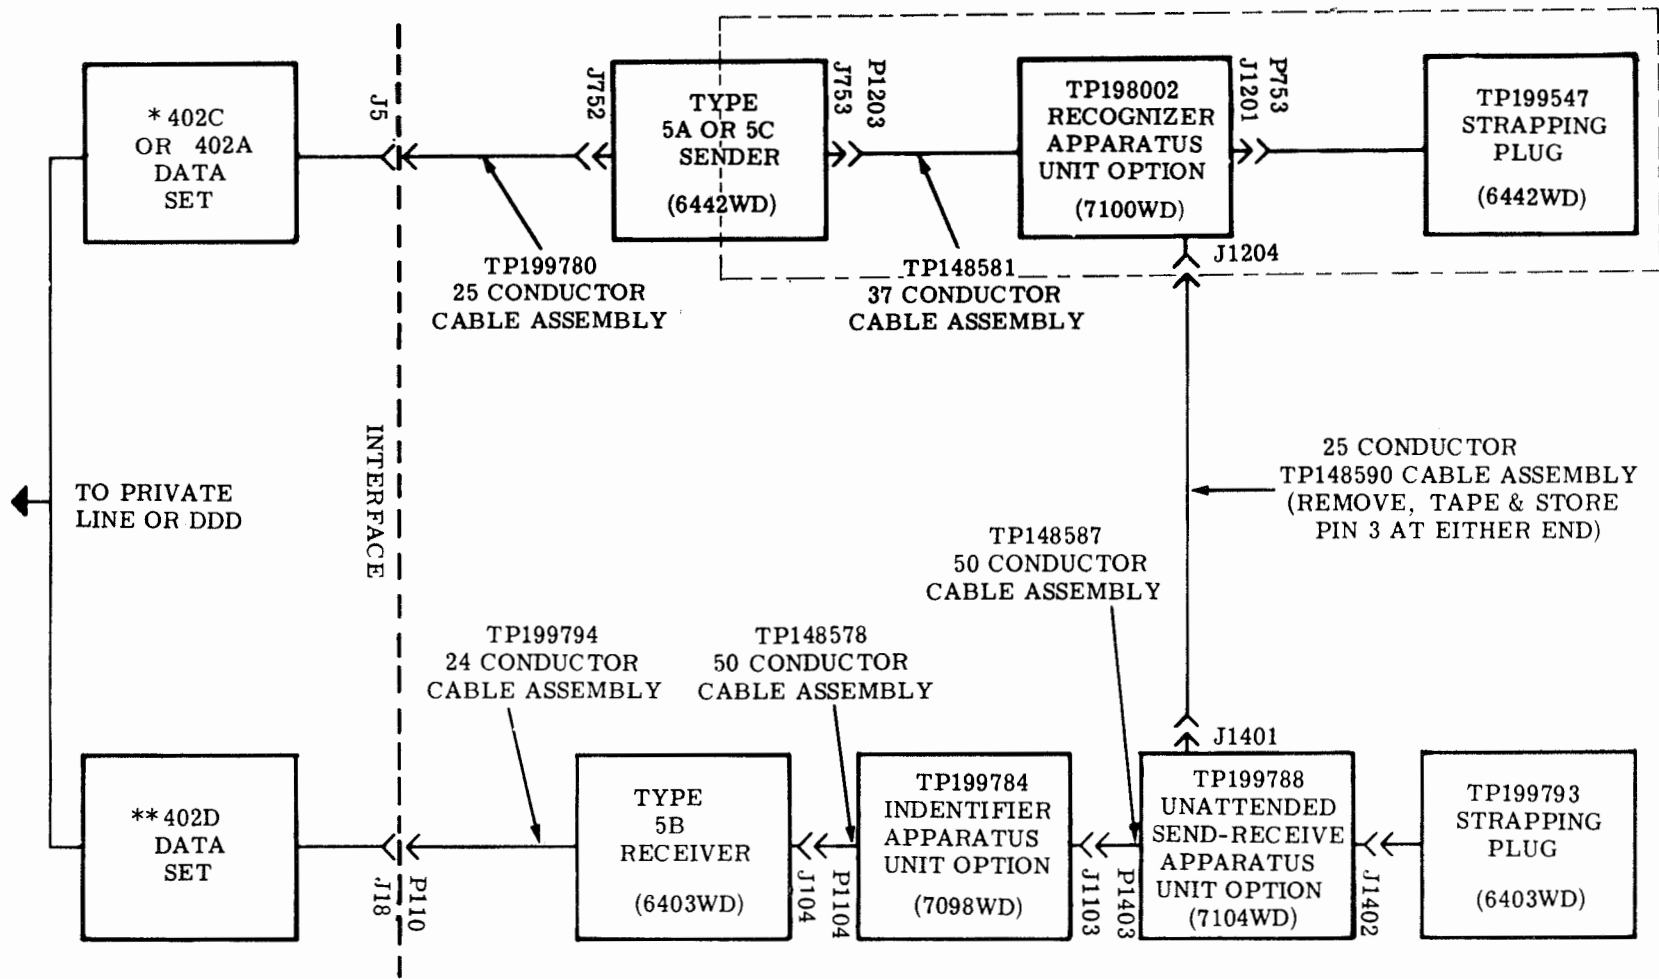 * 402C
OR 402A
DATA
SET
J5
J752
TYPE
5A OR 5C
SENDER
(6442WD)
J753
P1203
TP198002
RECOGNIZER
APPARATUS
UNIT OPTION
(7100WD)
J1201
P753
TP199547
STRAPPING
PLUG
(6442WD)
J1204
TP199780
25 CONDUCTOR
CABLE ASSEMBLY
TP148581
37 CONDUCTOR
CABLE ASSEMBLY
INTERFACE
TO PRIVATE
LINE OR DDD
25 CONDUCTOR
TP148590 CABLE ASSEMBLY
(REMOVE, TAPE & STORE
PIN 3 AT EITHER END)
TP148587
50 CONDUCTOR
CABLE ASSEMBLY
TP199794
24 CONDUCTOR
CABLE ASSEMBLY
TP148578
50 CONDUCTOR
CABLE ASSEMBLY
J1401
** 402D
DATA
SET
J18
P110
TYPE
5B
RECEIVER
(6403WD)
J104
P1104
TP199784
INDENTIFIER
APPARATUS
UNIT OPTION
(7098WD)
J1103
P1403
TP199788
UNATTENDED
SEND-RECEIVE
APPARATUS
UNIT OPTION
(7104WD)
J1402
TP199793
STRAPPING
PLUG
(6403WD)